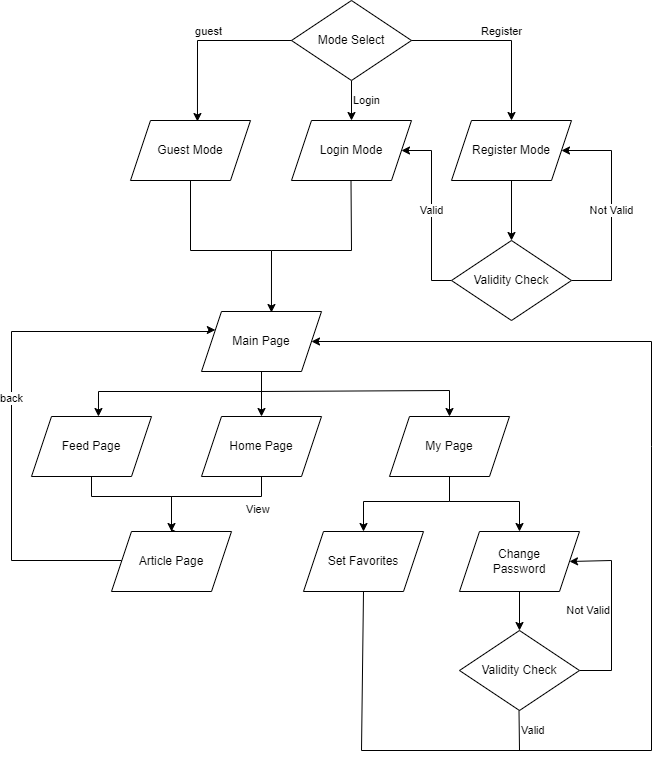 guest
Mode Select
Register
Login
Guest Mode
Login Mode
Register Mode
Valid
Not Valid
Validity Check
Main Page
back
Feed Page
Home Page
My Page
View
Article Page
Set Favorites
Change
Password
Not Valid
Validity Check
Valid